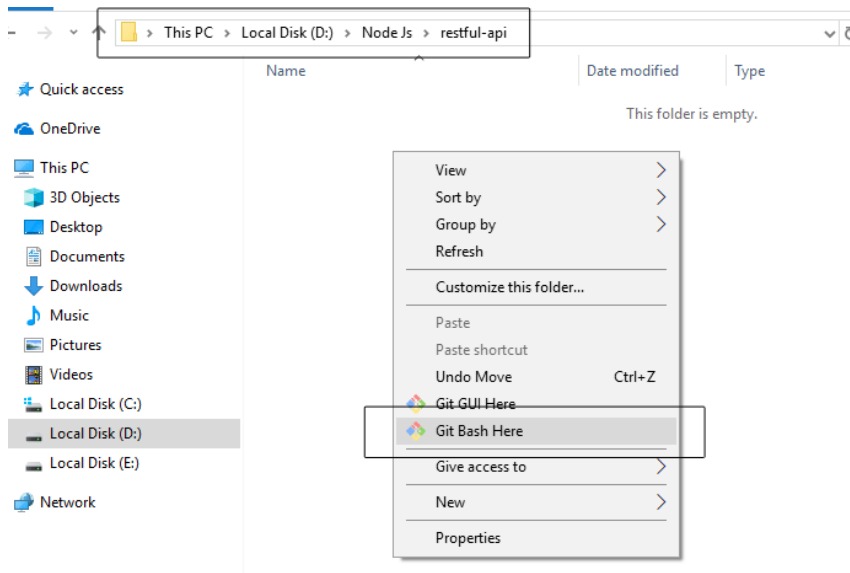 This PC > Local Disk (D:) > Node Js > restful-api
Name Date modified Type
This folder is empty.
Quick access
OneDrive
This PC
3D Objects
Desktop
Documents
Downloads
Music
Pictures
Videos
Local Disk (C:)
Local Disk (D:)
Local Disk (E:)
Network
View
Sort by
Group by
Refresh
Customize this folder...
Paste
Paste shortcut
Undo Move Ctrl+Z
Git GUI Here
Git Bash Here
Give access to
New
Properties